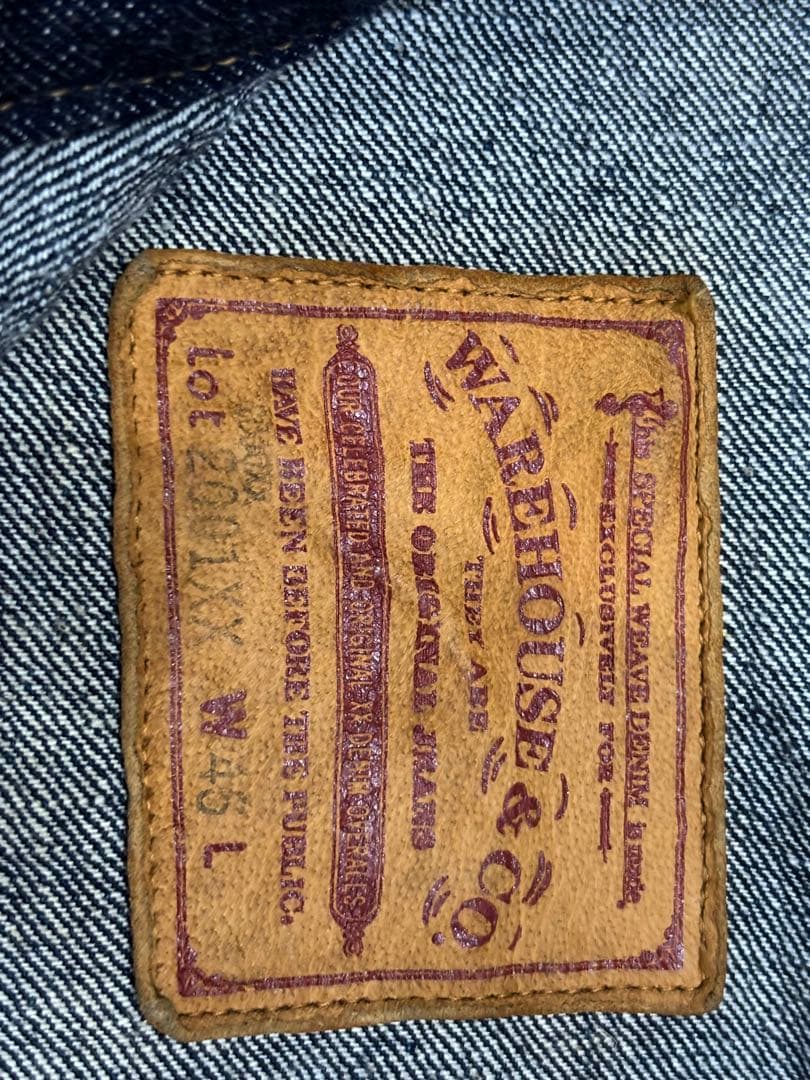 This SPECIAL WEAVE DENIM is made
EXCLUSIVELY FOR
WAREHOUSE & CO.
THEY ARE
THE ORIGINAL JEANS
OUR CELEBRATED AND ORIGINAL XX DENIM OVERALLS
HAVE BEEN BEFORE THE PUBLIC.
Lot 2001XX W 46 L